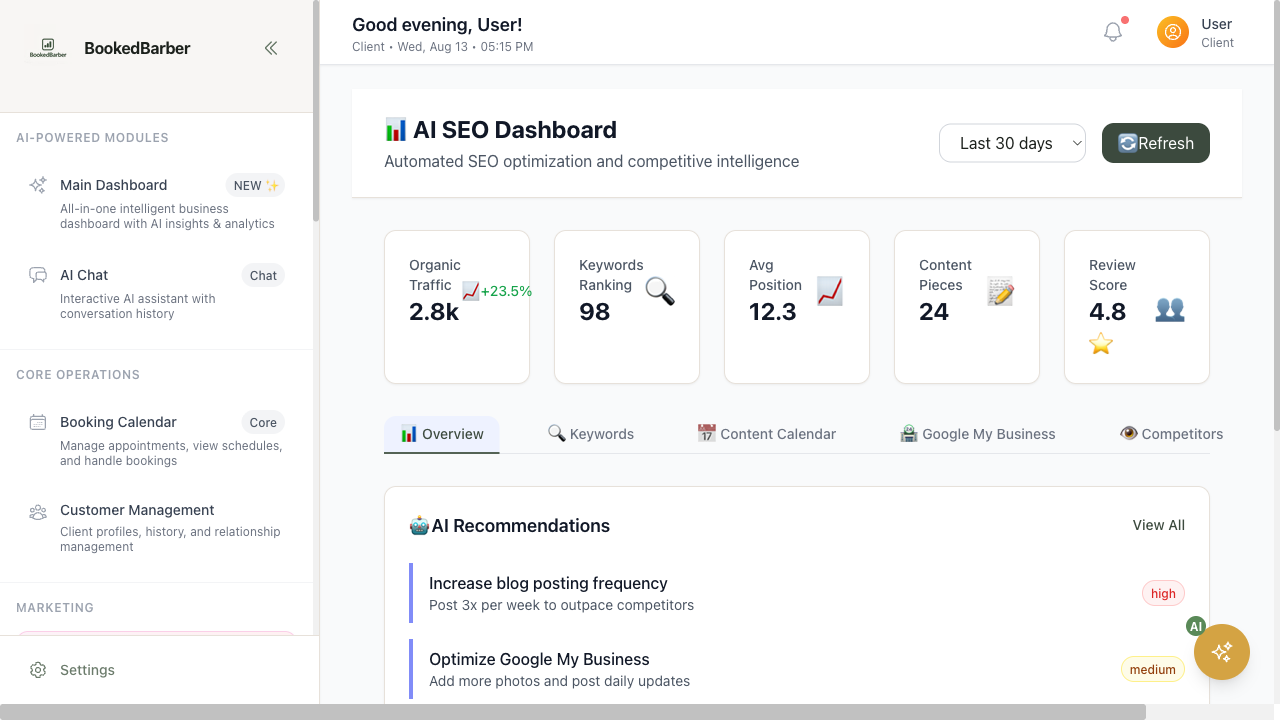 BookedBarber
BookedBarber
AI-POWERED MODULES
Main Dashboard
NEW ✨
All-in-one intelligent business
dashboard with AI insights & analytics
AI Chat
Chat
Interactive AI assistant with
conversation history
CORE OPERATIONS
Booking Calendar
Core
Manage appointments, view schedules,
and handle bookings
Customer Management
Client profiles, history, and relationship
management
MARKETING
Settings
Good evening, User!
Client • Wed, Aug 13 • 05:15 PM
User
Client
📊 AI SEO Dashboard
Automated SEO optimization and competitive intelligence
Last 30 days
🔄Refresh
Organic
Traffic
2.8k
📈+23.5%
Keywords
Ranking
98
🔍
Avg
Position
12.3
📈
Content
Pieces
24
📝
Review
Score
4.8
⭐
👥
📊 Overview
🔍 Keywords
📅 Content Calendar
🏪 Google My Business
👁️ Competitors
🤖AI Recommendations
View All
Increase blog posting frequency
Post 3x per week to outpace competitors
high
Optimize Google My Business
Add more photos and post daily updates
medium
AI